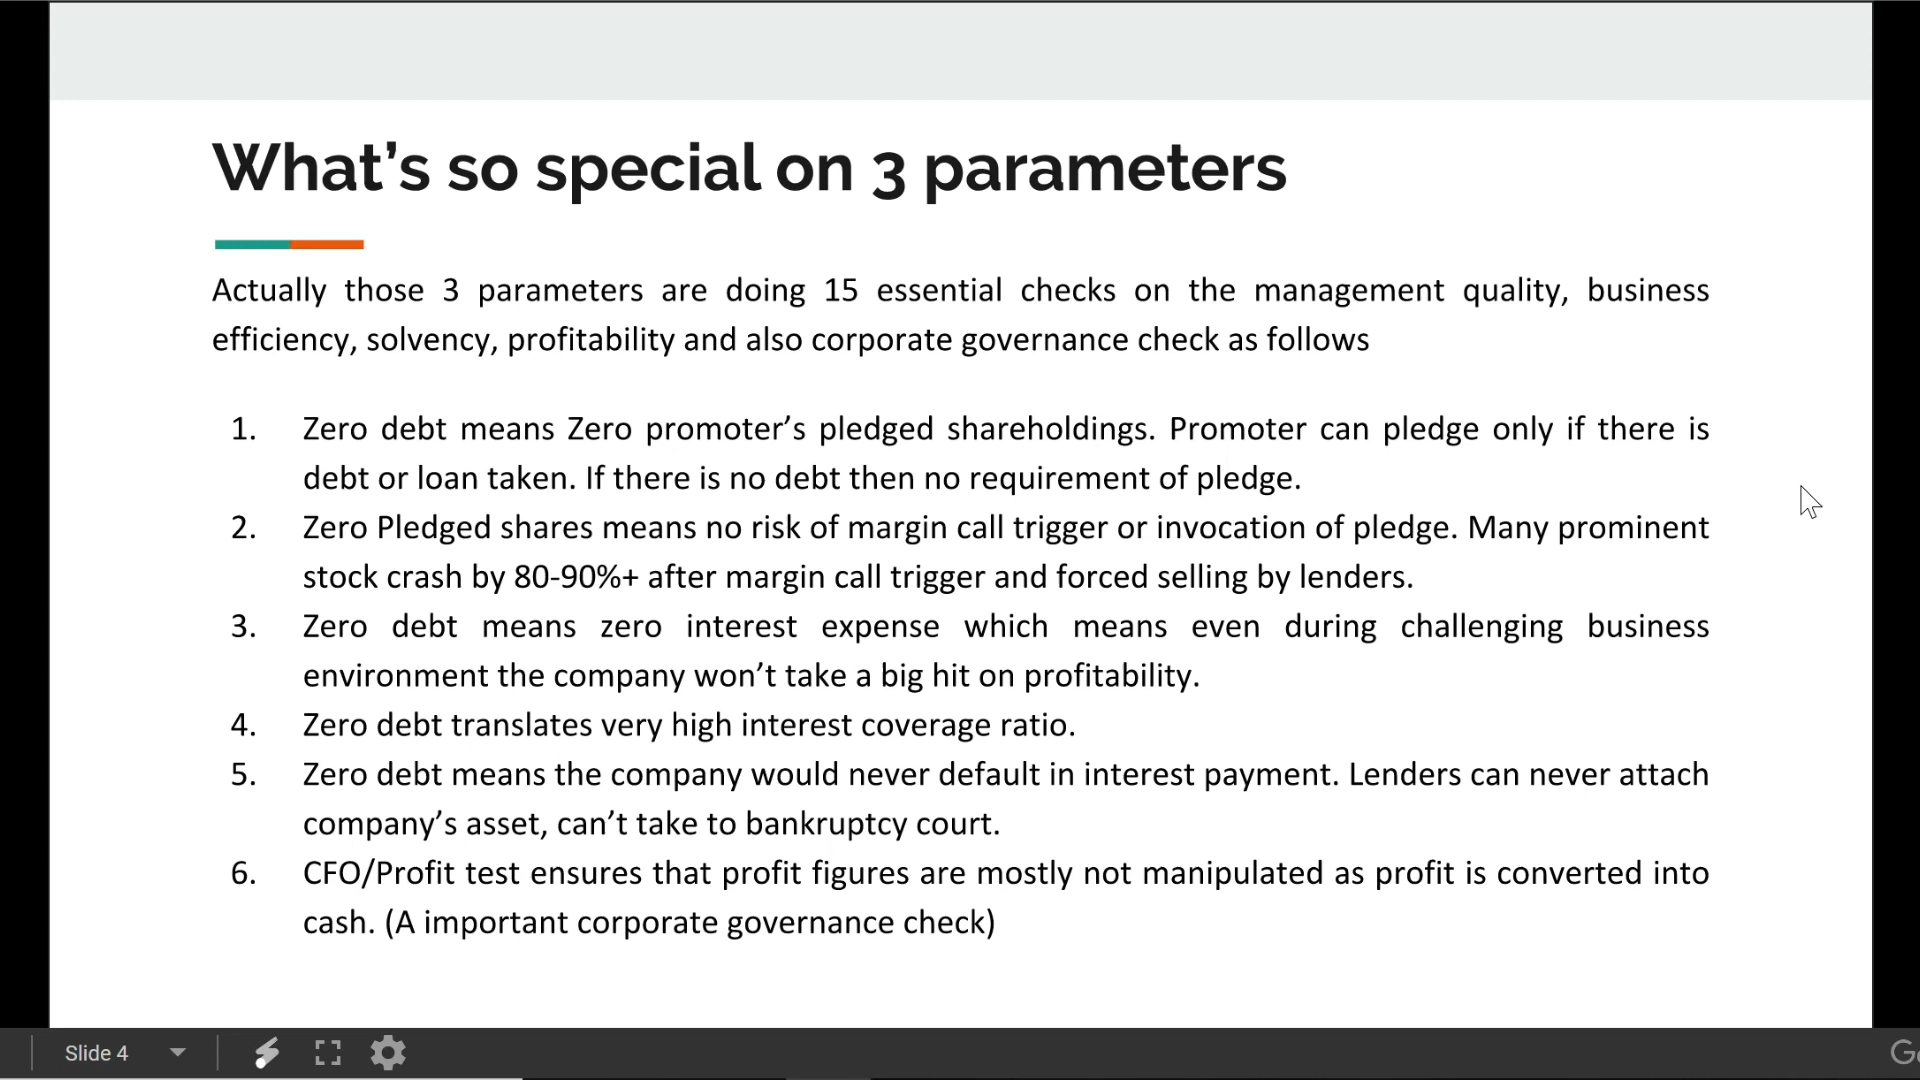 What’s so special on 3 parameters
Actually those 3 parameters are doing 15 essential checks on the management quality, business
efficiency, solvency, profitability and also corporate governance check as follows
1. Zero debt means Zero promoter’s pledged shareholdings. Promoter can pledge only if there is
debt or loan taken. If there is no debt then no requirement of pledge.
2. Zero Pledged shares means no risk of margin call trigger or invocation of pledge. Many prominent
stock crash by 80-90%+ after margin call trigger and forced selling by lenders.
3. Zero debt means zero interest expense which means even during challenging business
environment the company won’t take a big hit on profitability.
4. Zero debt translates very high interest coverage ratio.
5. Zero debt means the company would never default in interest payment. Lenders can never attach
company’s asset, can’t take to bankruptcy court.
6. CFO/Profit test ensures that profit figures are mostly not manipulated as profit is converted into
cash. (A important corporate governance check)
Slide 4